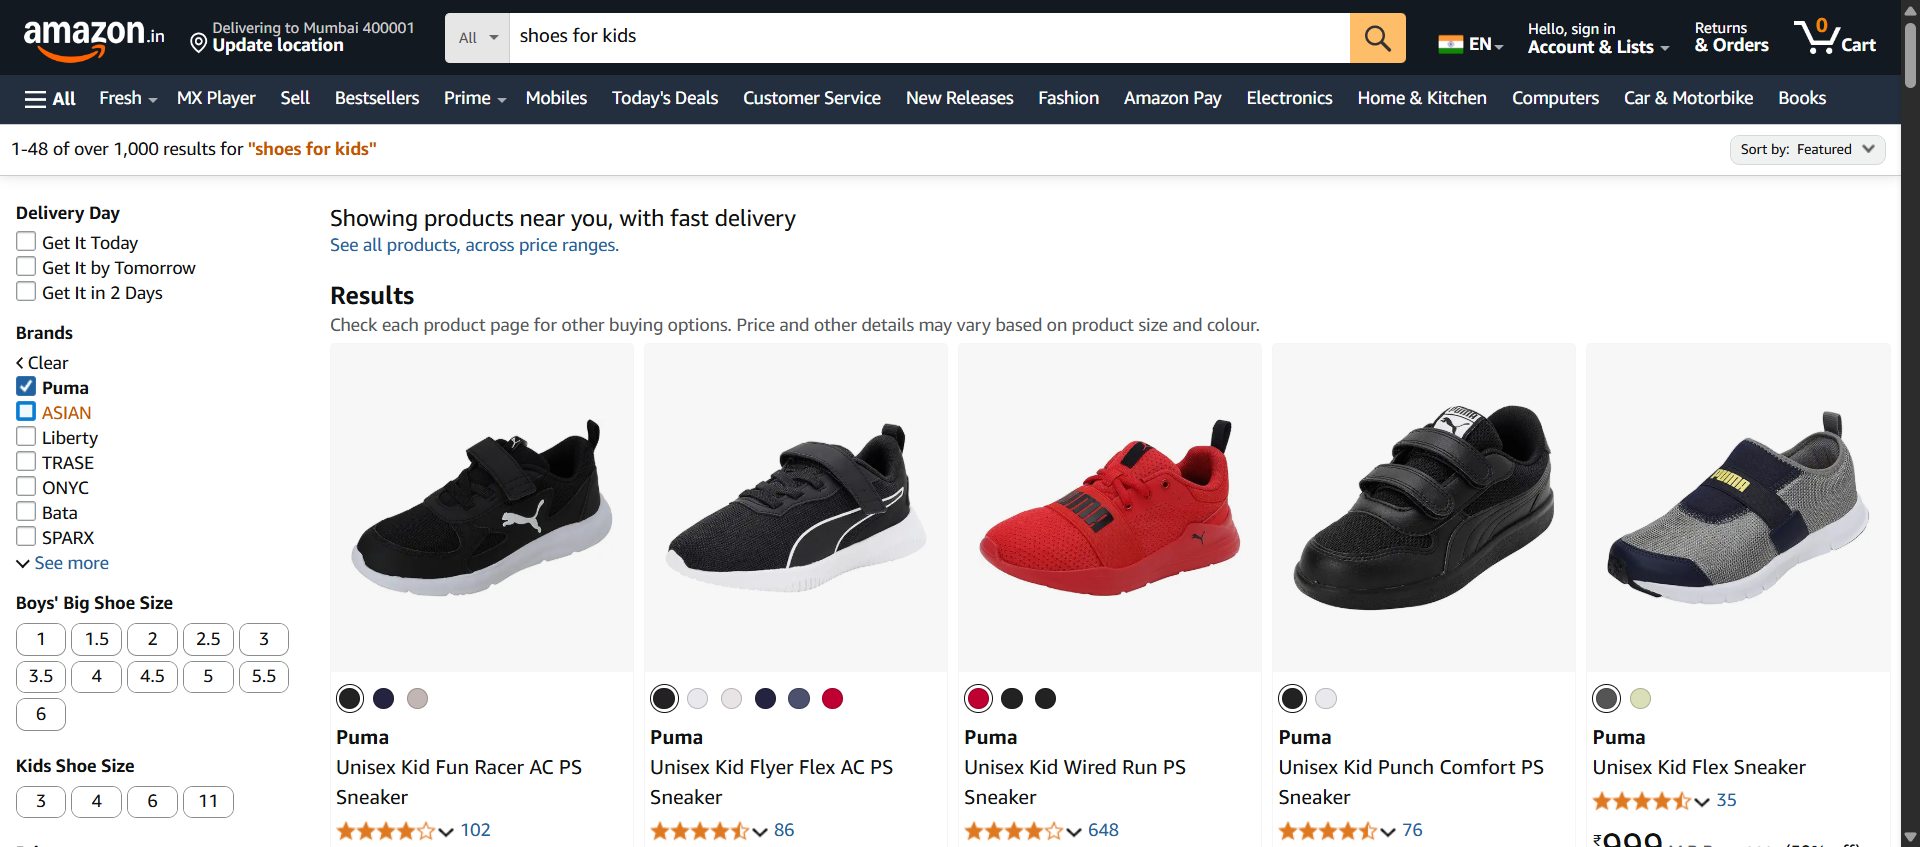 amazon.in
Delivering to Mumbai 400001
Update location
All
shoes for kids
EN
Hello, sign in
Account & Lists
Returns
& Orders
0
Cart
All
Fresh
MX Player
Sell
Bestsellers
Prime
Mobiles
Today's Deals
Customer Service
New Releases
Fashion
Amazon Pay
Electronics
Home & Kitchen
Computers
Car & Motorbike
Books
1-48 of over 1,000 results for "shoes for kids"
Sort by: Featured
Delivery Day
Get It Today
Get It by Tomorrow
Get It in 2 Days
Brands
Clear
Puma
ASIAN
Liberty
TRASE
ONYC
Bata
SPARX
See more
Boys' Big Shoe Size
1 1.5 2 2.5 3
3.5 4 4.5 5 5.5
6
Kids Shoe Size
3 4 6 11
Showing products near you, with fast delivery
See all products, across price ranges.
Results
Check each product page for other buying options. Price and other details may vary based on product size and colour.
PUMA
PUMA
PUMA
Puma
Unisex Kid Fun Racer AC PS
Sneaker
102
Puma
Unisex Kid Flyer Flex AC PS
Sneaker
86
Puma
Unisex Kid Wired Run PS
Sneaker
648
Puma
Unisex Kid Punch Comfort PS
Sneaker
76
Puma
Unisex Kid Flex Sneaker
35
₹999